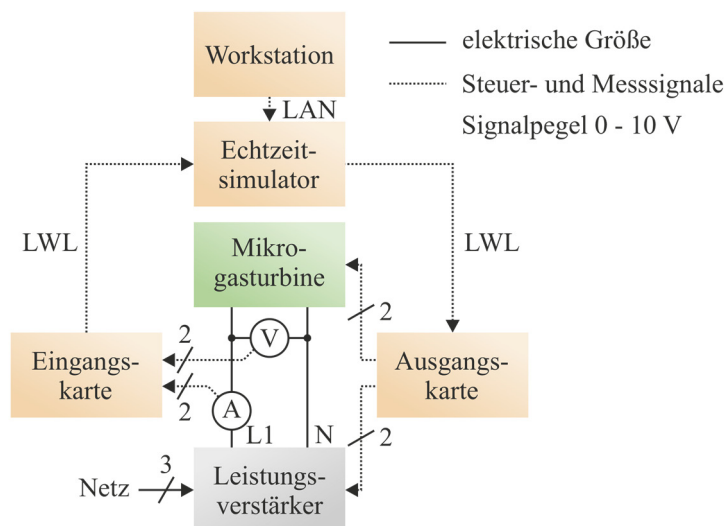 Workstation
elektrische Größe
Steuer- und Messsignale
Signalpegel 0 - 10 V
LAN
Echtzeit-
simulator
LWL
LWL
Mikro-
gasturbine
2
V
2
Eingangs-
karte
Ausgangs-
karte
2
A
L1
N
2
Netz
3
Leistungs-
verstärker